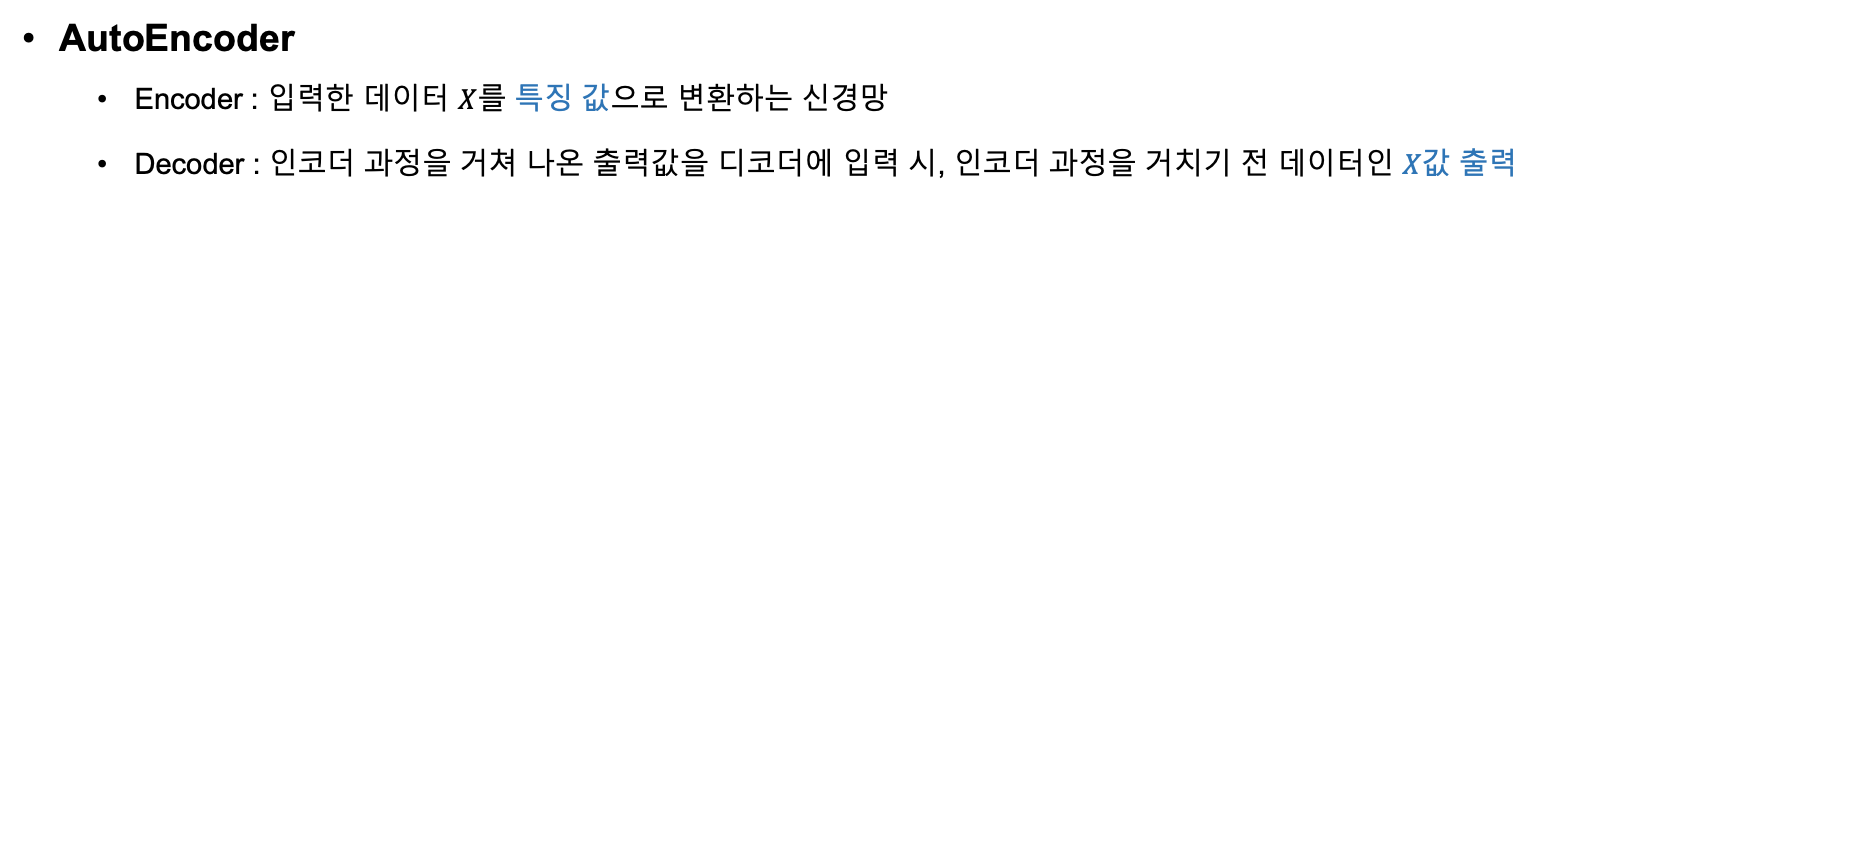 • AutoEncoder
• Encoder : 입력한 데이터 X를 특징 값으로 변환하는 신경망
• Decoder : 인코더 과정을 거쳐 나온 출력값을 디코더에 입력 시, 인코더 과정을 거치기 전 데이터인 X값 출력